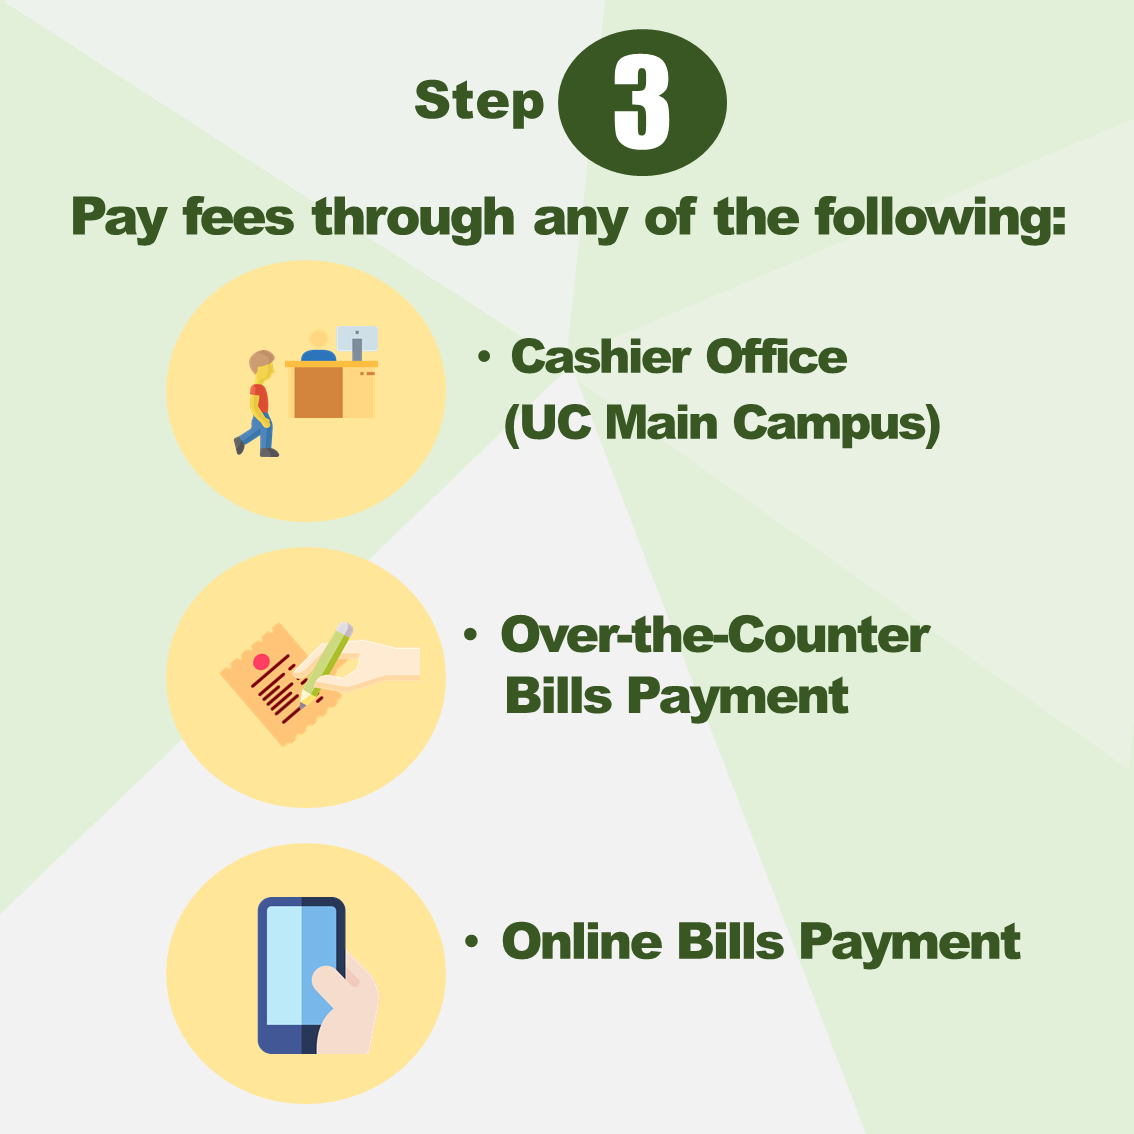 Step 3
Pay fees through any of the following:
• Cashier Office
(UC Main Campus)
• Over-the-Counter
Bills Payment
• Online Bills Payment